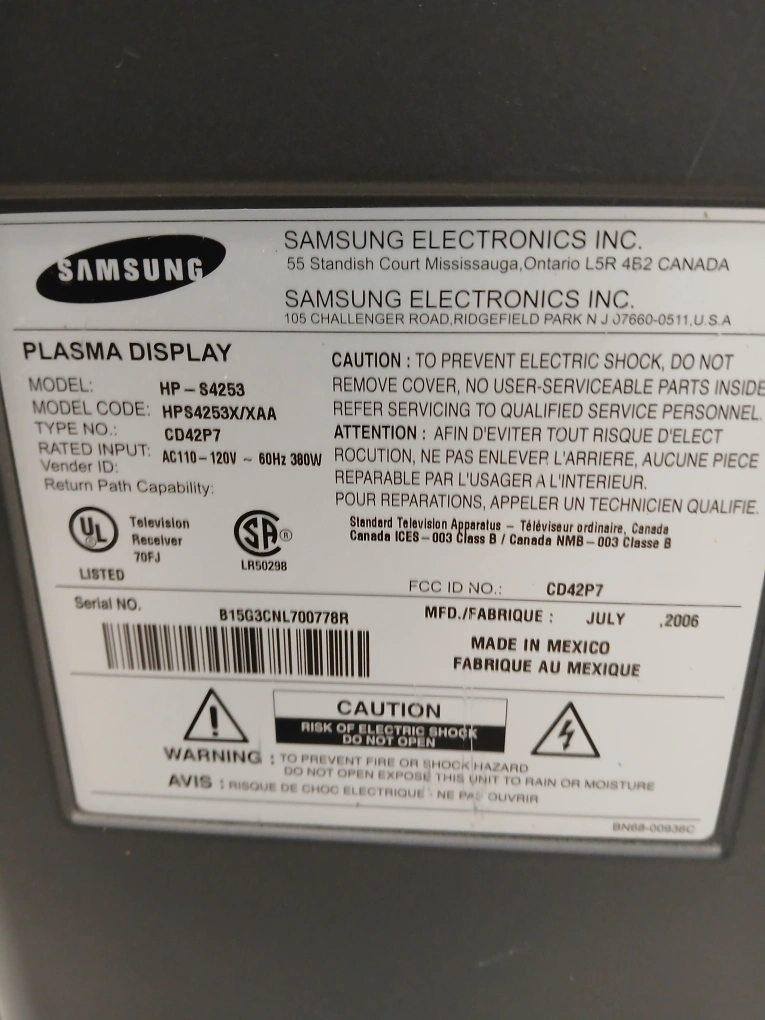 SAMSUNG
SAMSUNG ELECTRONICS INC.
55 Standish Court Mississauga,Ontario L5R 4B2 CANADA
SAMSUNG ELECTRONICS INC.
105 CHALLENGER ROAD,RIDGEFIELD PARK N J 07660-0511,U.S.A
PLASMA DISPLAY
MODEL: HP-S4253
MODEL CODE: HPS4253X/XAA
TYPE NO.: CD42P7
RATED INPUT: AC110-120V ~ 60Hz 380W
Vender ID:
Return Path Capability:
CAUTION : TO PREVENT ELECTRIC SHOCK, DO NOT
REMOVE COVER, NO USER-SERVICEABLE PARTS INSIDE
REFER SERVICING TO QUALIFIED SERVICE PERSONNEL.
ATTENTION : AFIN D'EVITER TOUT RISQUE D'ELECT
ROCUTION, NE PAS ENLEVER L'ARRIERE, AUCUNE PIECE
REPARABLE PAR L'USAGER A L'INTERIEUR.
POUR REPARATIONS, APPELER UN TECHNICIEN QUALIFIE.
UL
LISTED
Television
Receiver
70FJ
SA ®
LR50298
Standard Television Apparatus - Téléviseur ordinaire, Canada
Canada ICES-003 Class B / Canada NMB-003 Classe B
FCC ID NO.: CD42P7
Serial NO. B15G3CNL700778R
MFD./FABRIQUE : JULY ,2006
MADE IN MEXICO
FABRIQUE AU MEXIQUE
CAUTION
RISK OF ELECTRIC SHOCK
DO NOT OPEN
WARNING : TO PREVENT FIRE OR SHOCK HAZARD
DO NOT OPEN EXPOSE THIS UNIT TO RAIN OR MOISTURE
AVIS : RISQUE DE CHOC ELECTRIQUE - NE PAS OUVRIR
BN68-00936C